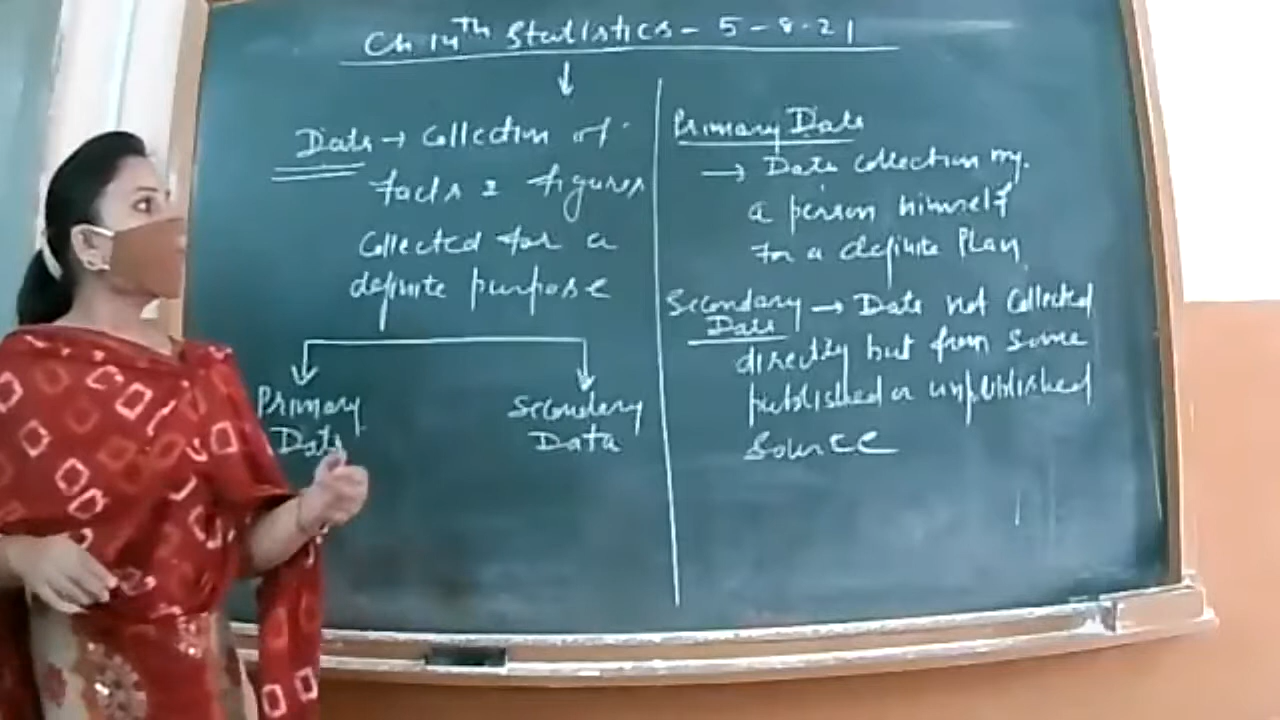 Ch 14th Statistics - 5-8-21
Data → Collection of
facts & figures
Collected for a
definite purpose
Primary
Data
Secondary
Data
Primary Data
→ Data collection my
a person himself
for a definite Plan
Secondary → Data not Collected
Data
directly but from some
published or unpublished
Source